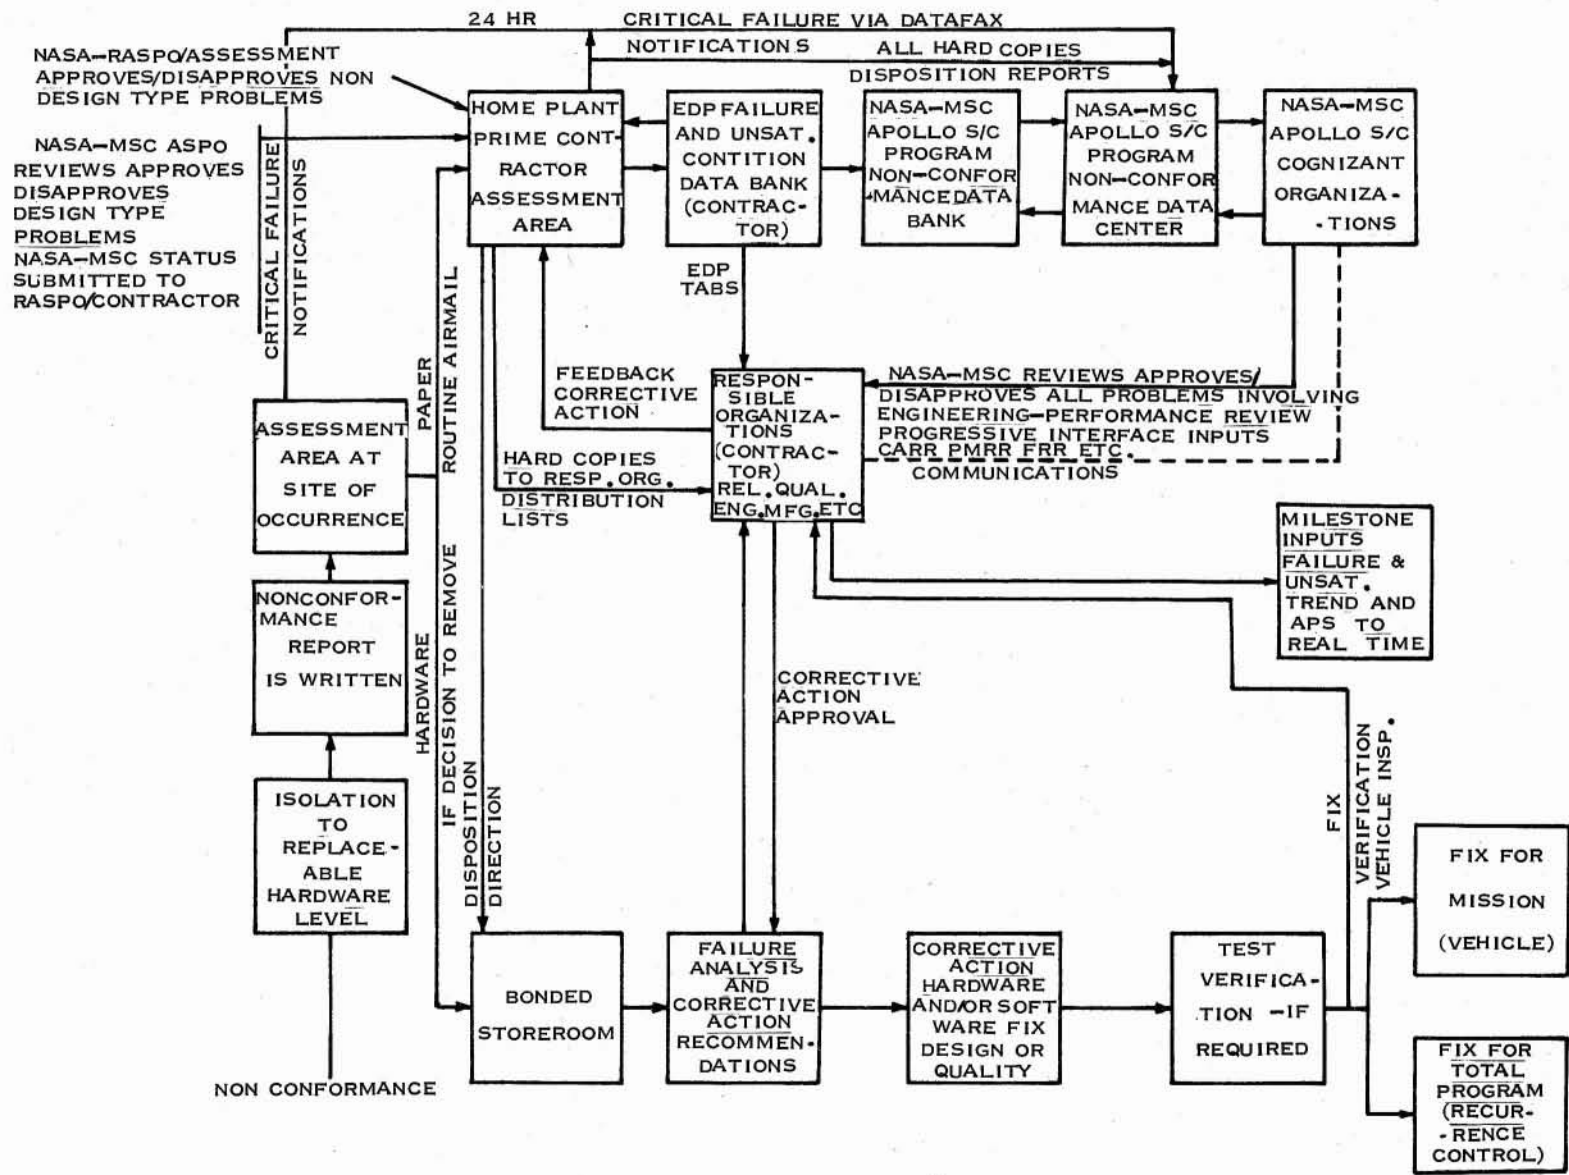 24 HR CRITICAL FAILURE VIA DATAFAX
NOTIFICATIONS ALL HARD COPIES
DISPOSITION REPORTS
NASA-RASPO/ASSESSMENT
APPROVES/DISAPPROVES NON
DESIGN TYPE PROBLEMS
NASA-MSC ASPO
REVIEWS APPROVES
DISAPPROVES
DESIGN TYPE
PROBLEMS
NASA-MSC STATUS
SUBMITTED TO
RASPO/CONTRACTOR
CRITICAL FAILURE
NOTIFICATIONS
HOME PLANT
PRIME CONT-
RACTOR
ASSESSMENT
AREA
EDP FAILURE
AND UNSAT.
CONTITION
DATA BANK
(CONTRAC-
TOR)
NASA-MSC
APOLLO S/C
PROGRAM
NON-CONFOR
-MANCE DATA
BANK
NASA-MSC
APOLLO S/C
PROGRAM
NON-CONFOR
MANCE DATA
CENTER
NASA-MSC
APOLLO S/C
COGNIZANT
ORGANIZA-
-TIONS
EDP
TABS
PAPER
ROUTINE AIRMAIL
FEEDBACK
CORRECTIVE
ACTION
HARD COPIES
TO RESP. ORG.
DISTRIBUTION
LISTS
RESPON-
SIBLE
ORGANIZA-
TIONS
(CONTRAC-
TOR)
REL. QUAL.
ENG. MFG. ETC
NASA-MSC REVIEWS APPROVES/
DISAPPROVES ALL PROBLEMS INVOLVING
ENGINEERING-PERFORMANCE REVIEW
PROGRESSIVE INTERFACE INPUTS
CARR PMRR FRR ETC.
COMMUNICATIONS
ASSESSMENT
AREA AT
SITE OF
OCCURRENCE
NONCONFOR-
MANCE
REPORT
IS WRITTEN
ISOLATION
TO
REPLACE-
ABLE
HARDWARE
LEVEL
NON CONFORMANCE
HARDWARE
IF DECISION TO REMOVE
DISPOSITION
DIRECTION
MILESTONE
INPUTS
FAILURE &
UNSAT.
TREND AND
APS TO
REAL TIME
CORRECTIVE
ACTION
APPROVAL
FIX
VERIFICATION
VEHICLE INSP.
BONDED
STOREROOM
FAILURE
ANALYSIS
AND
CORRECTIVE
ACTION
RECOMMEN-
DATIONS
CORRECTIVE
ACTION
HARDWARE
AND/OR SOFT
WARE FIX
DESIGN OR
QUALITY
TEST
VERIFICA-
TION -IF
REQUIRED
FIX FOR
MISSION
(VEHICLE)
FIX FOR
TOTAL
PROGRAM
(RECUR-
-RENCE
CONTROL)